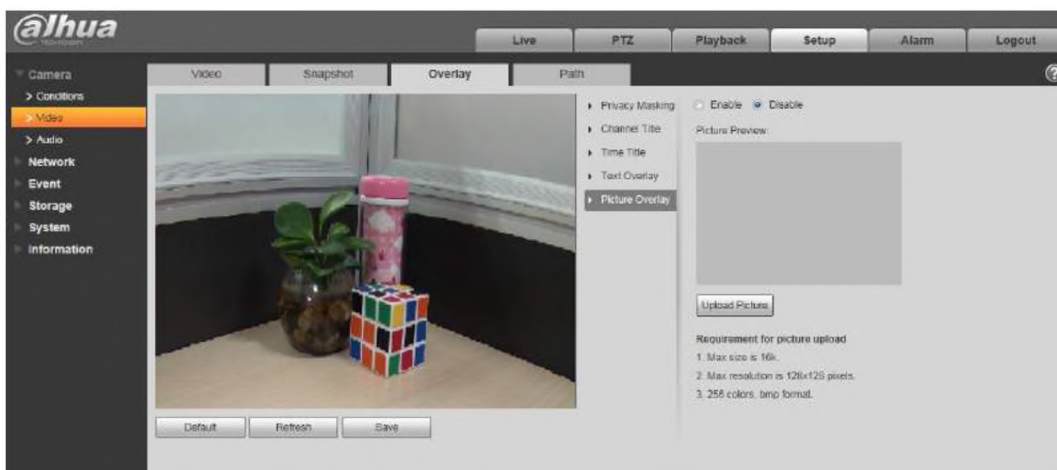 alhua
TECHNOLOGY
Live
PTZ
Playback
Setup
Alarm
Logout
Camera
> Conditions
> Video
> Audio
Network
Event
Storage
System
Information
Video
Snapshot
Overlay
Path
?
Privacy Masking
Channel Title
Time Title
Text Overlay
Picture Overlay
Enable
Disable
Picture Preview:
Upload Picture
Requirement for picture upload
1. Max size is 16k.
2. Max resolution is 128x128 pixels.
3. 256 colors, bmp format.
Default
Refresh
Save